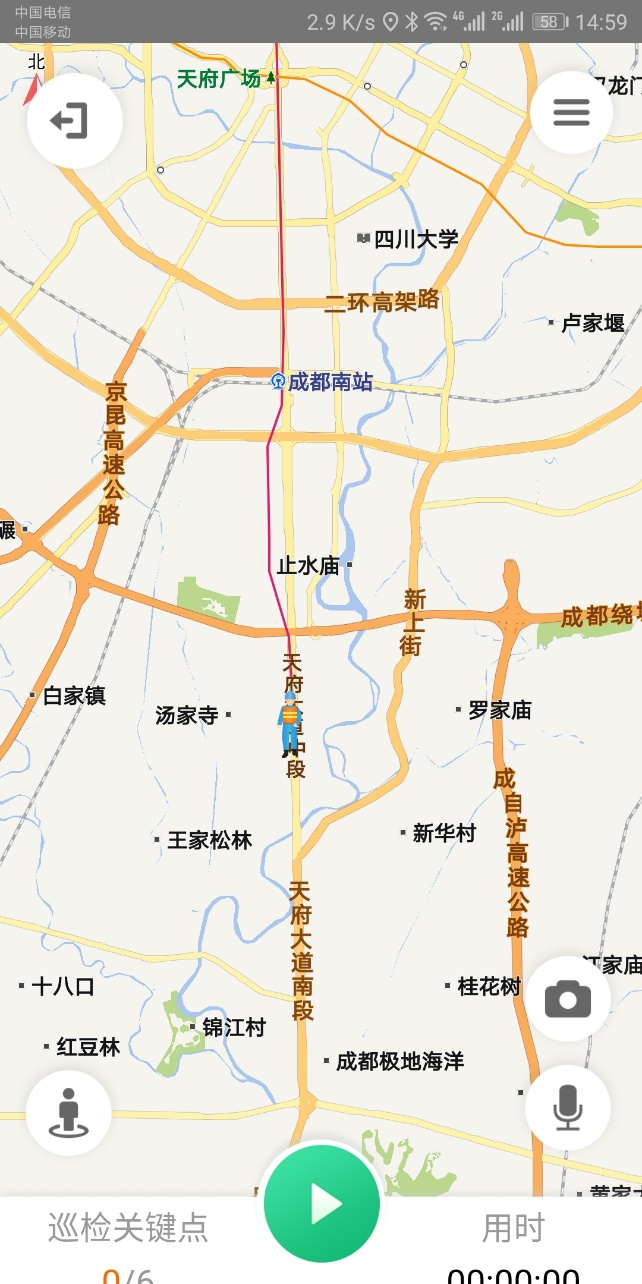 中国电信
中国移动
2.9 K/s 4G 2G 58 14:59
北
天府广场
龙门
四川大学
二环高架路
卢家堰
成都南站
京昆高速公路
碾
止水庙
新上街
成都绕城
天府大道中段
白家镇
汤家寺
罗家庙
成自泸高速公路
王家松林
新华村
天府大道南段
江家庙
十八口
桂花树
锦江村
红豆林
成都极地海洋
巡检关键点
用时
0/6
00:00:00